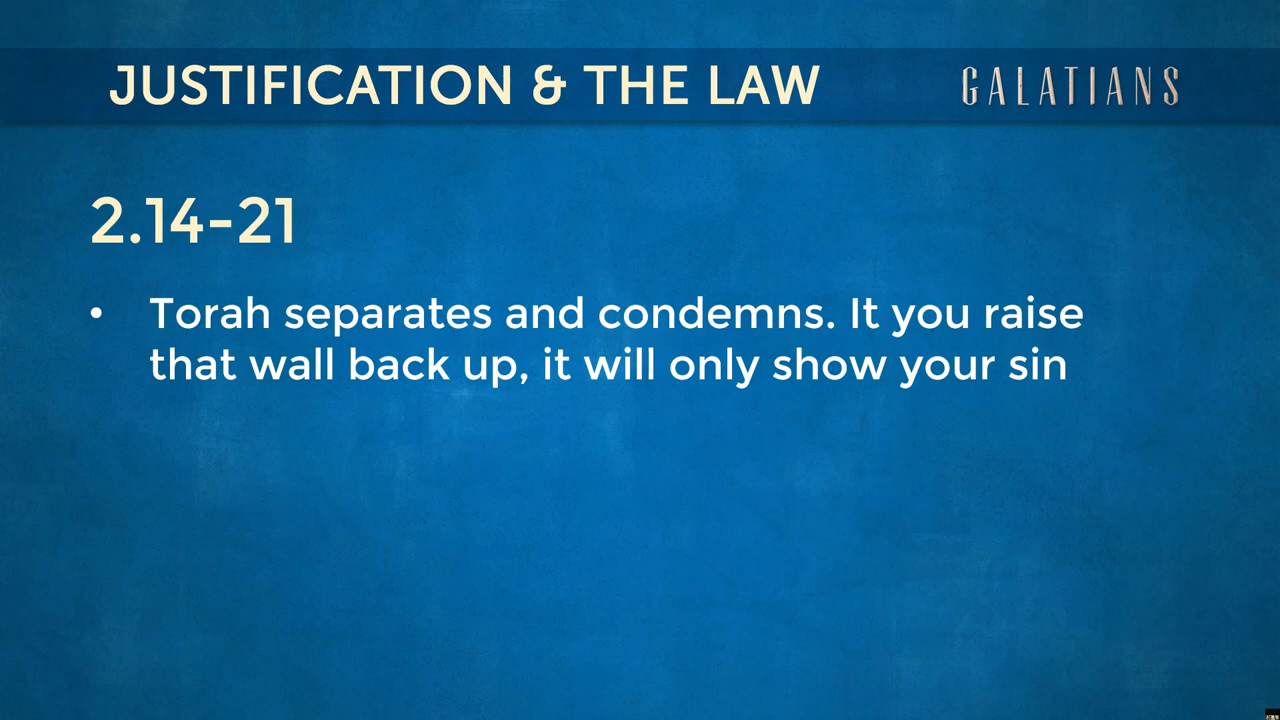 JUSTIFICATION & THE LAW GALATIANS
2.14-21
• Torah separates and condemns. It you raise
that wall back up, it will only show your sin